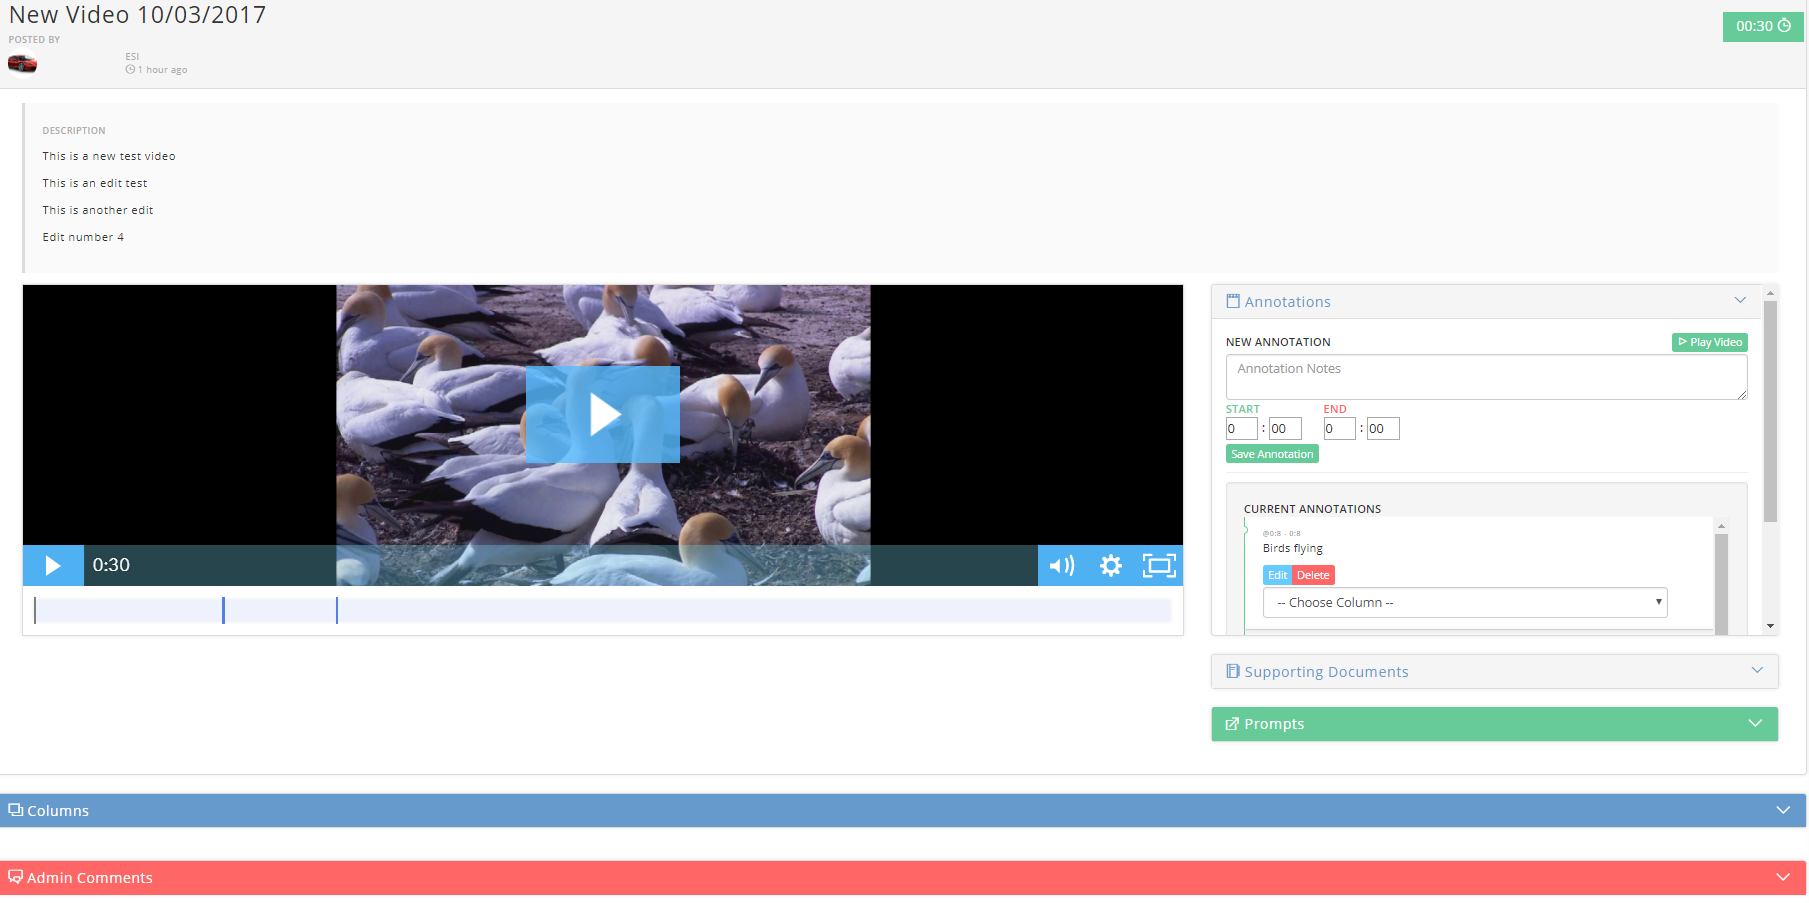 New Video 10/03/2017
00:30
POSTED BY
ESI
1 hour ago
DESCRIPTION
This is a new test video
This is an edit test
This is another edit
Edit number 4
0:30
Annotations
NEW ANNOTATION
Play Video
Annotation Notes
START
END
0 : 00
0 : 00
Save Annotation
CURRENT ANNOTATIONS
@0:8 - 0:8
Birds flying
Edit Delete
-- Choose Column --
Supporting Documents
Prompts
Columns
Admin Comments